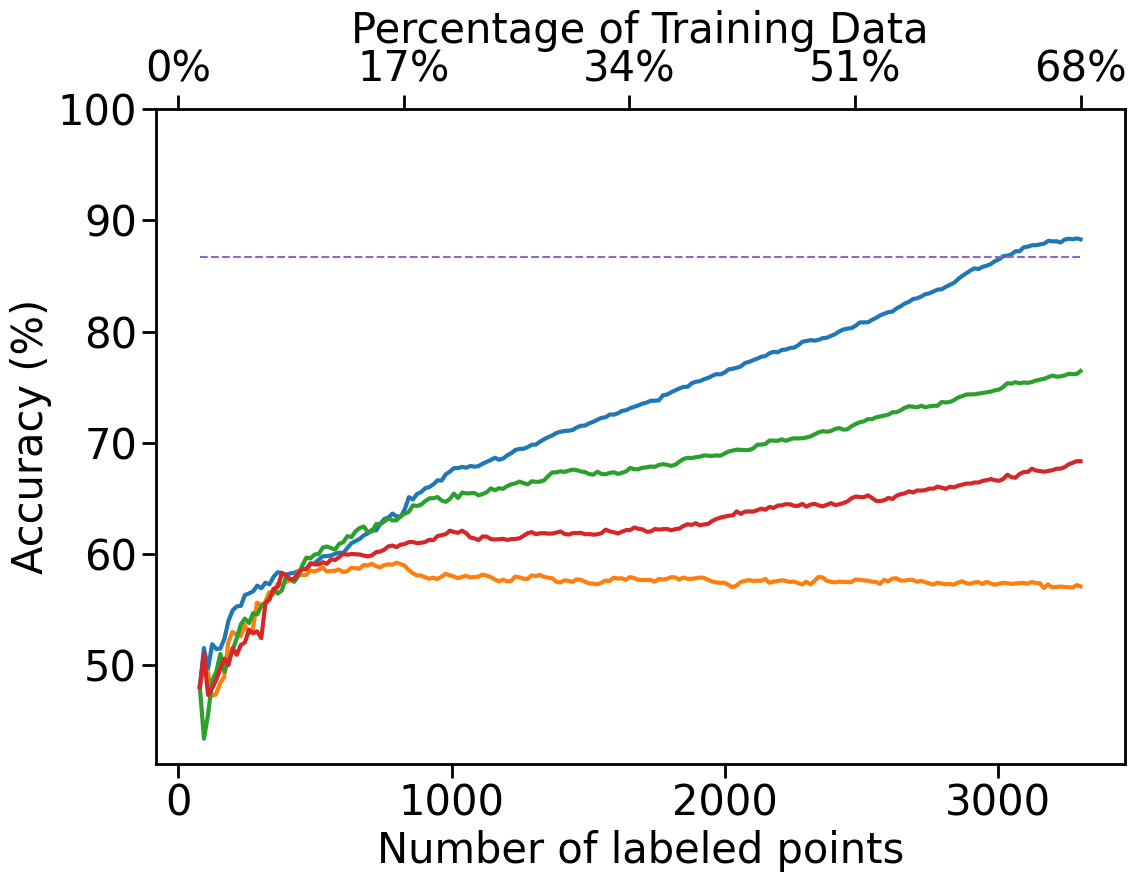 Percentage of Training Data
0% 17% 34% 51% 68%
100
90
80
70
60
50
Accuracy (%)
0 1000 2000 3000
Number of labeled points